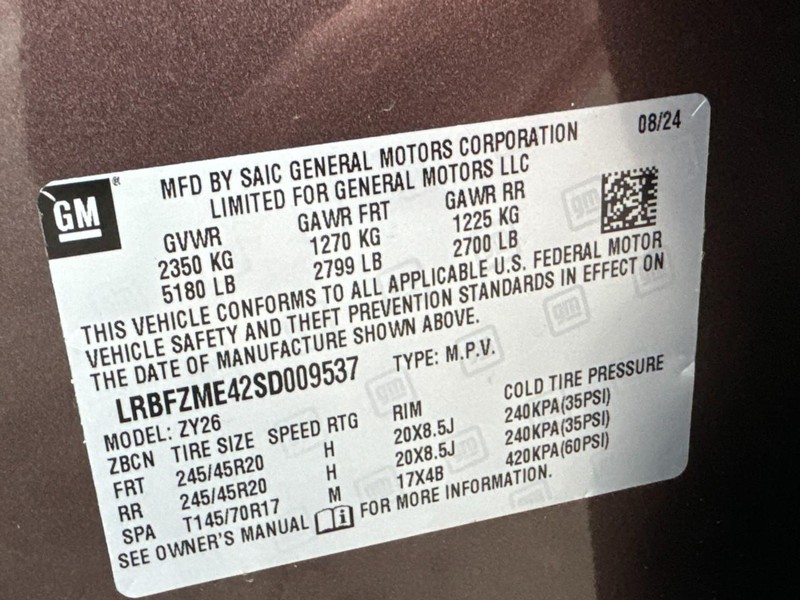 GM
08/24
MFD BY SAIC GENERAL MOTORS CORPORATION
LIMITED FOR GENERAL MOTORS LLC
GVWR GAWR FRT GAWR RR
2350 KG 1270 KG 1225 KG
5180 LB 2799 LB 2700 LB
THIS VEHICLE CONFORMS TO ALL APPLICABLE U.S. FEDERAL MOTOR
VEHICLE SAFETY AND THEFT PREVENTION STANDARDS IN EFFECT ON
THE DATE OF MANUFACTURE SHOWN ABOVE.
LRBFZME42SD009537 TYPE: M.P.V.
MODEL: ZY26
ZBCN TIRE SIZE SPEED RTG RIM COLD TIRE PRESSURE
FRT 245/45R20 H 20X8.5J 240KPA(35PSI)
RR 245/45R20 H 20X8.5J 240KPA(35PSI)
SPA T145/70R17 M 17X4B 420KPA(60PSI)
SEE OWNER'S MANUAL i FOR MORE INFORMATION.